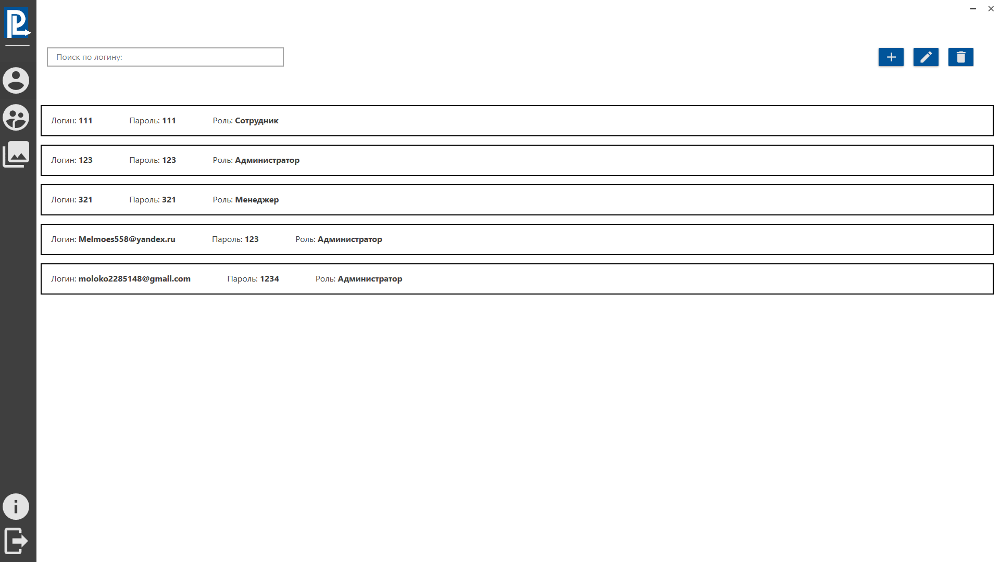 PL
Поиск по логину:
Логин: 111 Пароль: 111 Роль: Сотрудник
Логин: 123 Пароль: 123 Роль: Администратор
Логин: 321 Пароль: 321 Роль: Менеджер
Логин: Melmoes558@yandex.ru Пароль: 123 Роль: Администратор
Логин: moloko2285148@gmail.com Пароль: 1234 Роль: Администратор